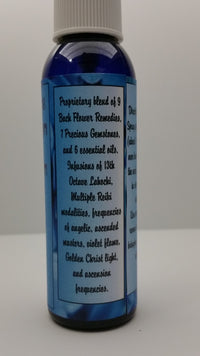 Proprietary blend of 9
Bach Flower Remedies,
7 Precious Gemstones,
and 6 essential oils.
Infusions of 13th
Octave Lahochi,
Multiple Reiki
modalities, frequencies
of angelic, ascended
masters, violet flame,
Golden Christ light,
and ascension
frequencies.